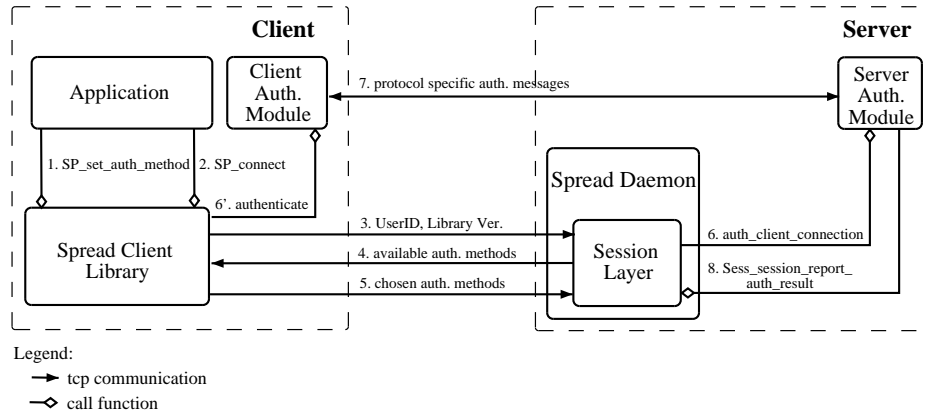 Client
Server
Application
Client
Auth.
Module
Server
Auth.
Module
7. protocol specific auth. messages
1. SP_set_auth_method
2. SP_connect
6'. authenticate
Spread Daemon
Spread Client
Library
Session
Layer
3. UserID, Library Ver.
4. available auth. methods
5. chosen auth. methods
6. auth_client_connection
8. Sess_session_report_
auth_result
Legend:
tcp communication
call function